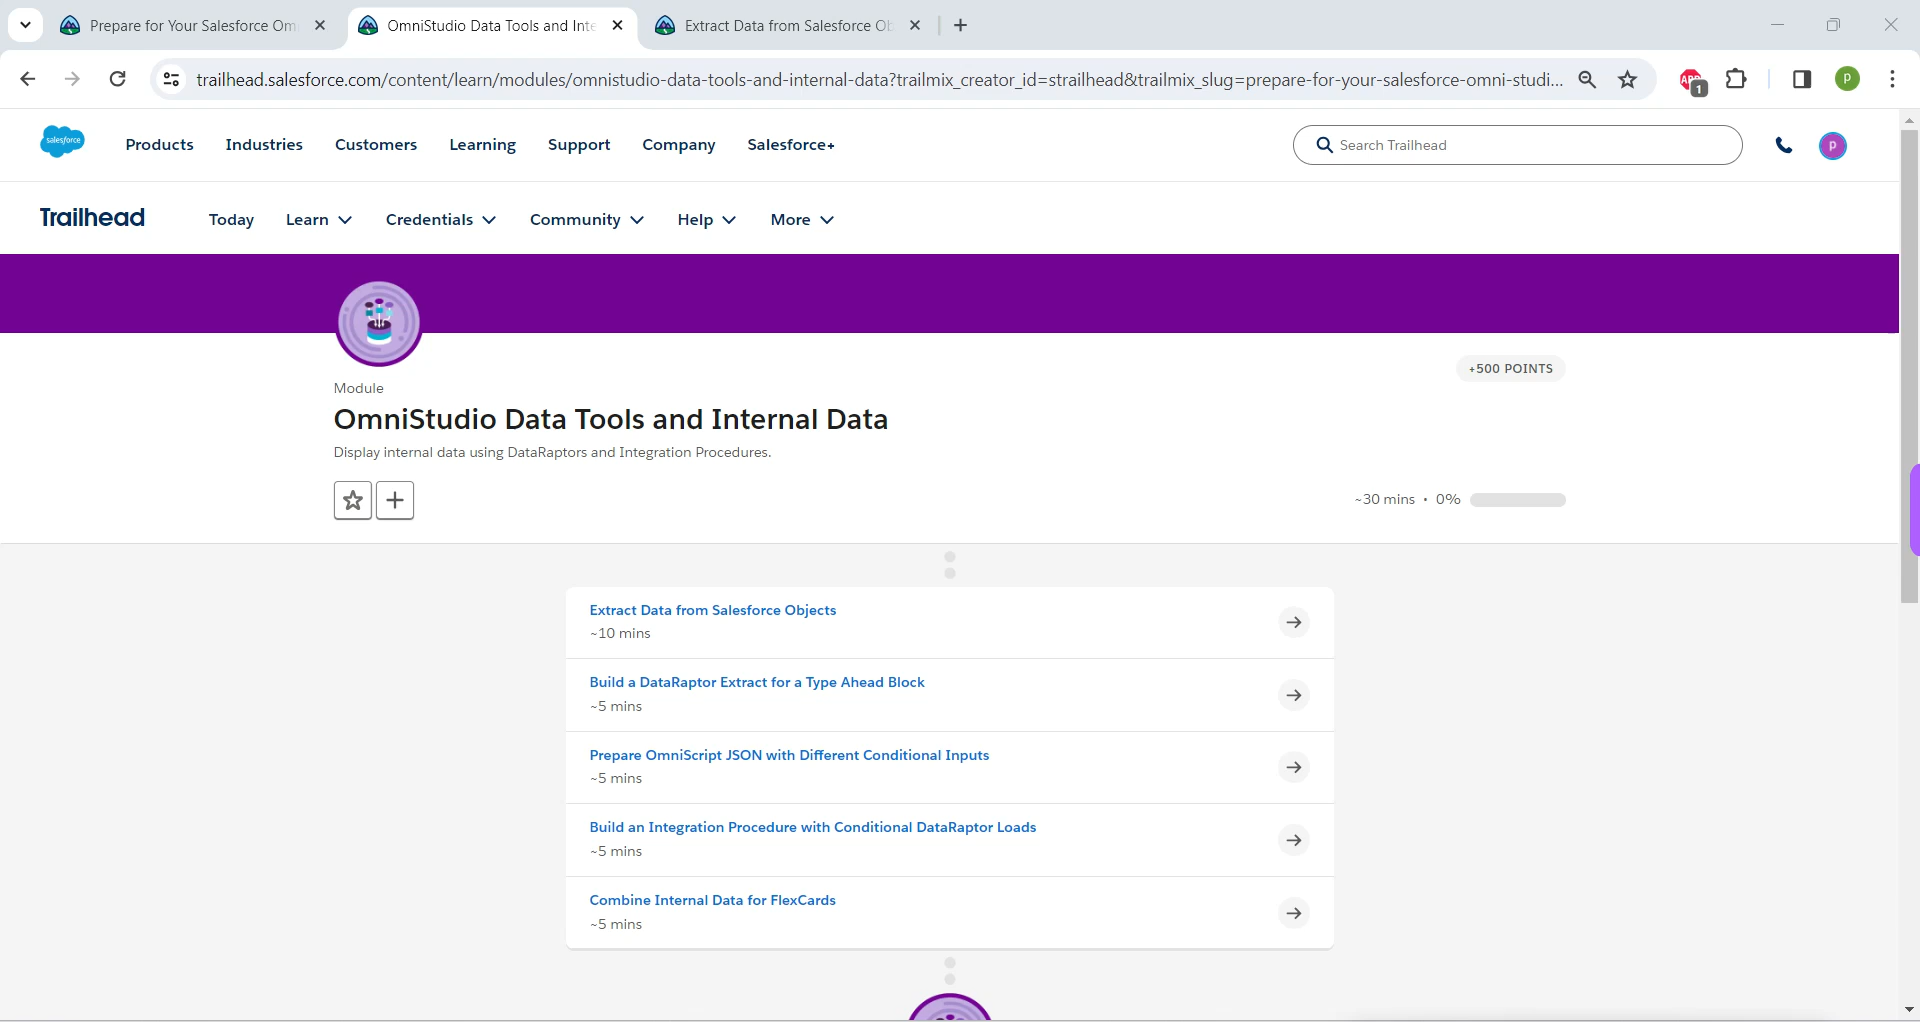 Prepare for Your Salesforce Om
OmniStudio Data Tools and Inte
Extract Data from Salesforce Ob
trailhead.salesforce.com/content/learn/modules/omnistudio-data-tools-and-internal-data?trailmix_creator_id=strailhead&trailmix_slug=prepare-for-your-salesforce-omni-studi...
ABP
1
P
salesforce
Products
Industries
Customers
Learning
Support
Company
Salesforce+
Search Trailhead
P
Trailhead
Today
Learn
Credentials
Community
Help
More
+500 POINTS
Module
OmniStudio Data Tools and Internal Data
Display internal data using DataRaptors and Integration Procedures.
~30 mins • 0%
Extract Data from Salesforce Objects
~10 mins
Build a DataRaptor Extract for a Type Ahead Block
~5 mins
Prepare OmniScript JSON with Different Conditional Inputs
~5 mins
Build an Integration Procedure with Conditional DataRaptor Loads
~5 mins
Combine Internal Data for FlexCards
~5 mins